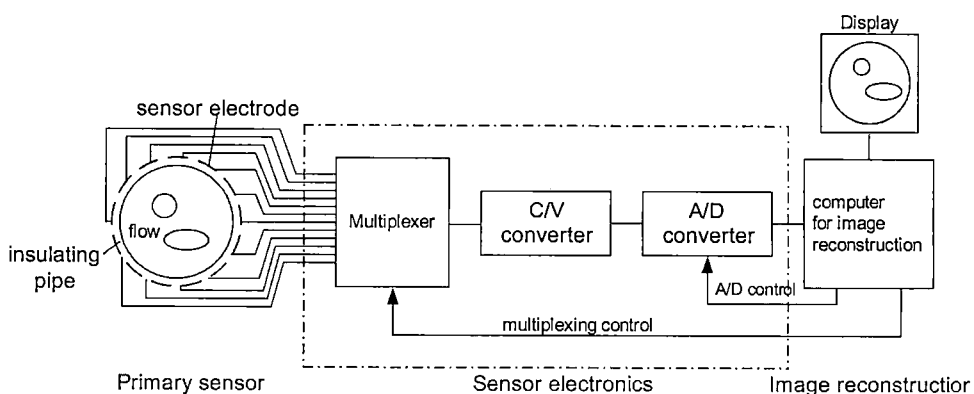 Display
sensor electrode
Multiplexer
C/V
converter
A/D
converter
computer
for image
reconstruction
flow
insulating
pipe
A/D control
multiplexing control
Primary sensor
Sensor electronics
Image reconstruction